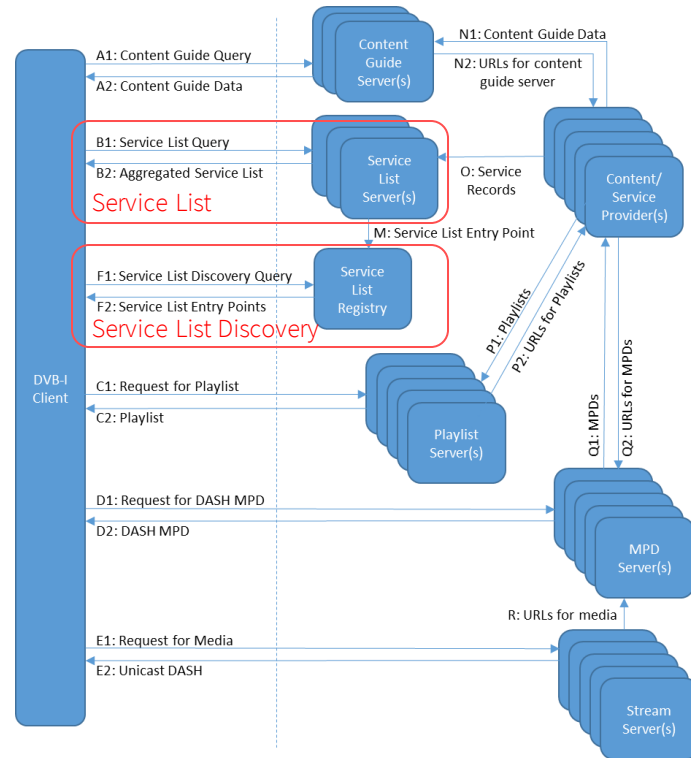 A1: Content Guide Query
A2: Content Guide Data
Content
Guide
Server(s)
N1: Content Guide Data
N2: URLs for content
guide server
B1: Service List Query
B2: Aggregated Service List
Service List
Service
List
Server(s)
O: Service
Records
Content/
Service
Provider(s)
M: Service List Entry Point
F1: Service List Discovery Query
F2: Service List Entry Points
Service List Discovery
Service
List
Registry
P1: Playlists
P2: URLs for Playlists
Q1: MPDs
Q2: URLs for MPDs
DVB-I
Client
C1: Request for Playlist
C2: Playlist
Playlist
Server(s)
D1: Request for DASH MPD
D2: DASH MPD
MPD
Server(s)
R: URLs for media
E1: Request for Media
E2: Unicast DASH
Stream
Server(s)